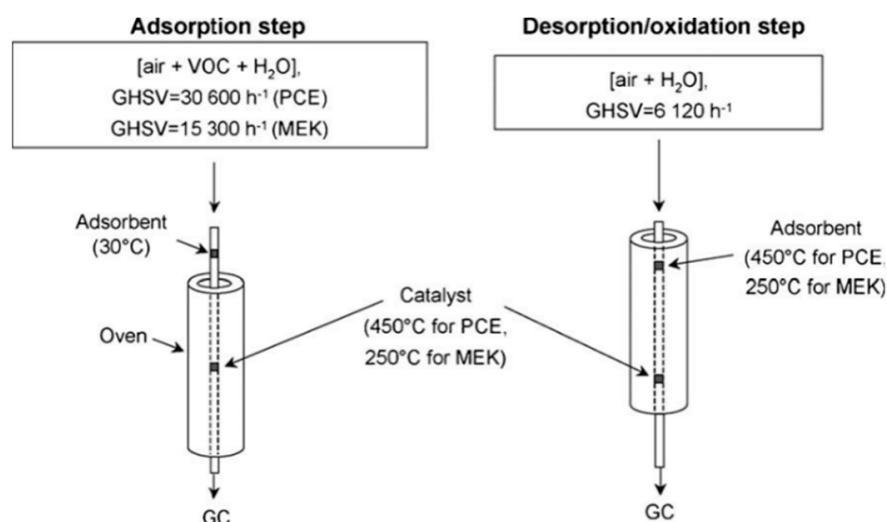 Adsorption step
[air + VOC + H₂O],
GHSV=30 600 h⁻¹ (PCE)
GHSV=15 300 h⁻¹ (MEK)
Adsorbent
(30°C)
Oven
GC
Catalyst
(450°C for PCE,
250°C for MEK)
Desorption/oxidation step
[air + H₂O],
GHSV=6 120 h⁻¹
Adsorbent
(450°C for PCE,
250°C for MEK)
GC